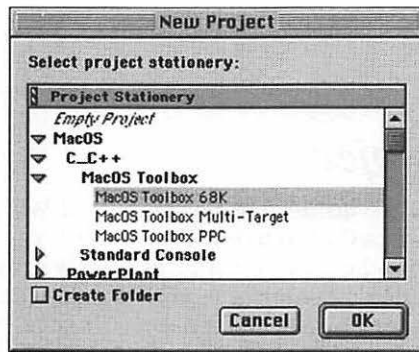 New Project
Select project stationery:
Project Stationery
Empty Project
MacOS
C_C++
MacOS Toolbox
MacOS Toolbox 68K
MacOS Toolbox Multi-Target
MacOS Toolbox PPC
Standard Console
PowerPlant
Create Folder
Cancel
OK